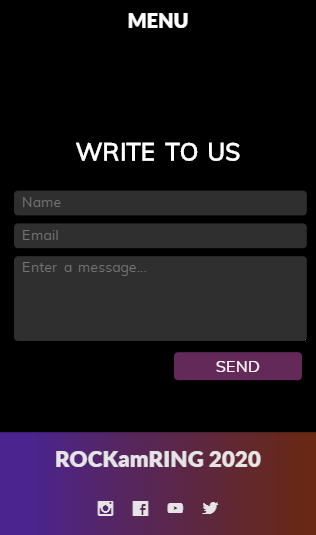 MENU
WRITE TO US
Name
Email
Enter a message...
SEND
ROCKamRING 2020